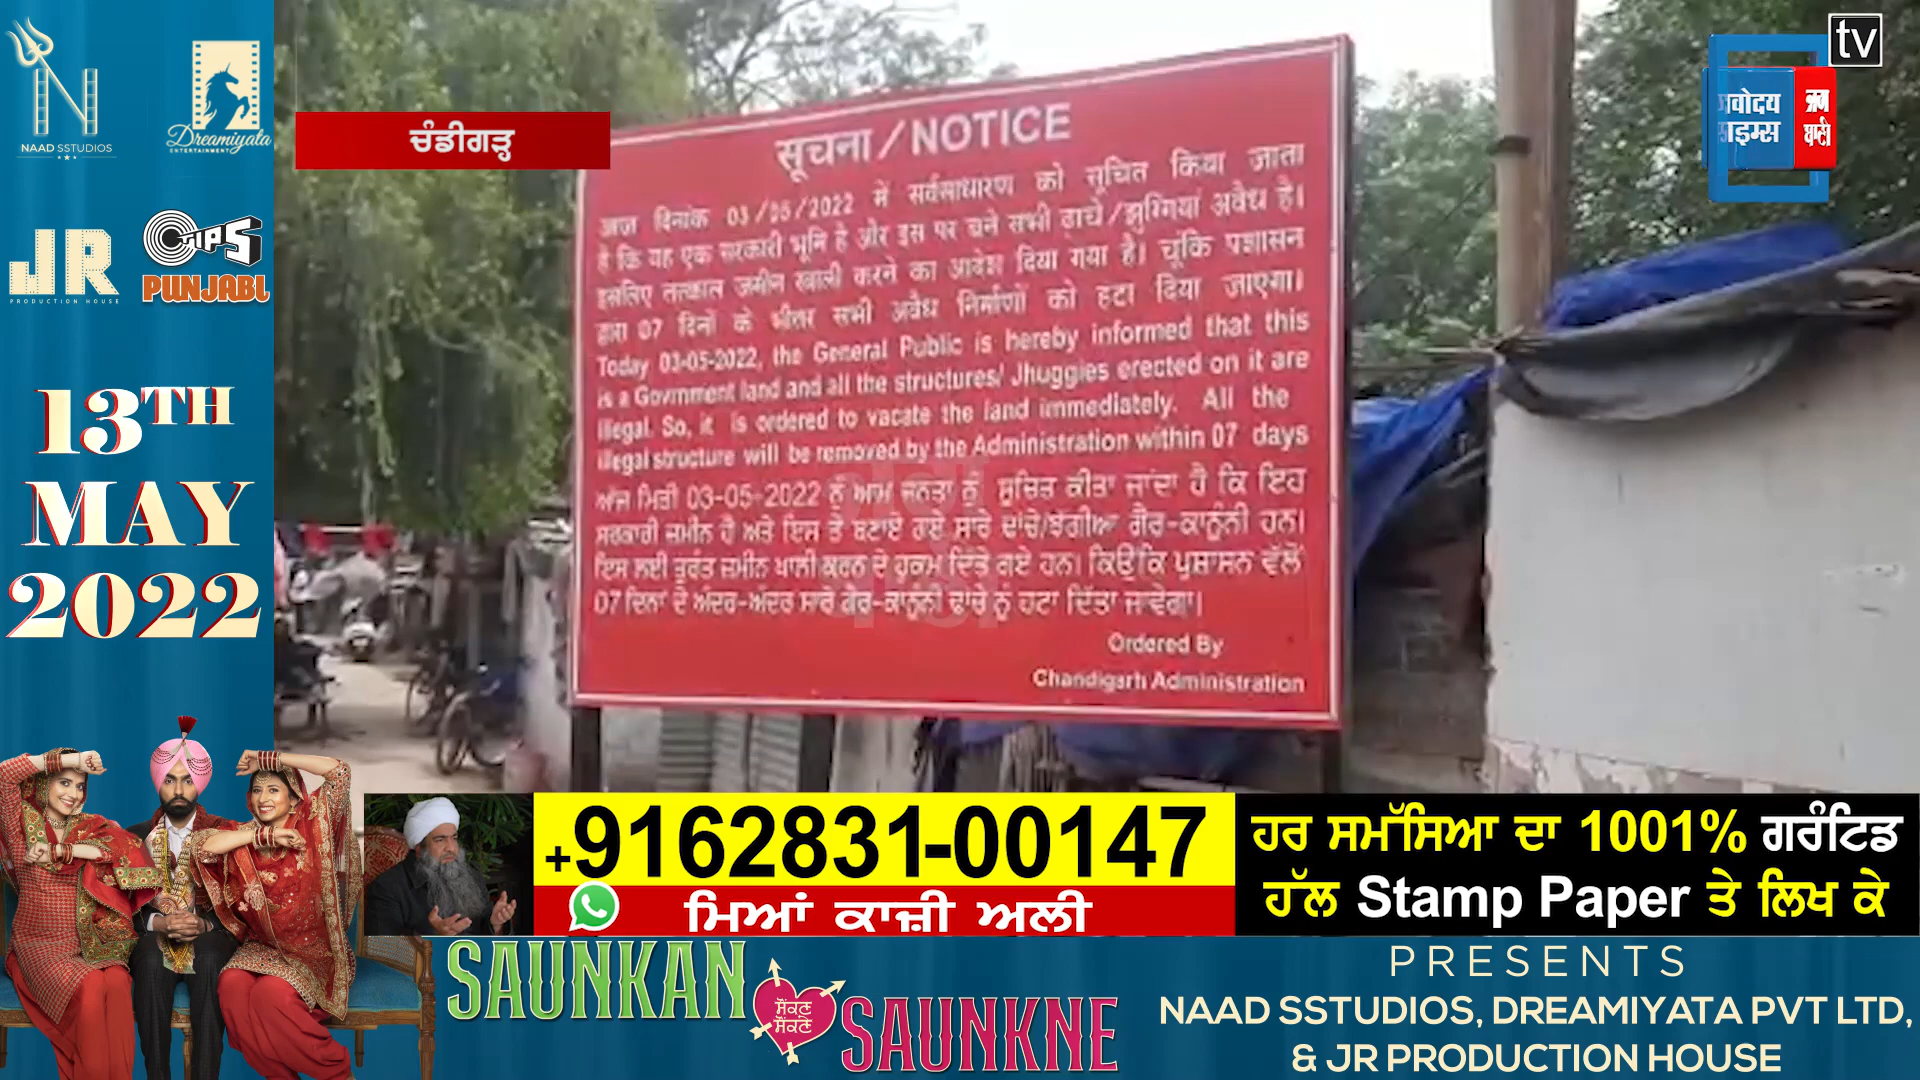 NAAD SSTUDIOS
Dreamiyata
ENTERTAINMENT
JR
PRODUCTION HOUSE
TIPS
PUNJABI
13TH
MAY
2022
ਚੰਡੀਗੜ੍ਹ
tv
सूचना/NOTICE
आज दिनांक 03/05/2022 में सर्वसाधारण को सूचित किया जाता
है कि यह एक सरकारी भूमि है और इस पर बने सभी ढाचे/झुग्गियां अवैध है।
इसलिए तत्काल जमीन खाली करने का आदेश दिया गया है। चूंकि प्रशासन
द्वारा 07 दिनों के भीतर सभी अवैध निर्माणों को हटा दिया जाएगा।
Today 03-05-2022, the General Public is hereby informed that this
is a Govrnment land and all the structures/ Jhuggies erected on it are
illegal. So, it is ordered to vacate the land immediately. All the
illegal structure will be removed by the Administration within 07 days
ਅੱਜ ਮਿਤੀ 03-05-2022 ਨੂੰ ਆਮ ਜਨਤਾ ਨੂੰ ਸੂਚਿਤ ਕੀਤਾ ਜਾਂਦਾ ਹੈ ਕਿ ਇਹ
ਸਰਕਾਰੀ ਜ਼ਮੀਨ ਹੈ ਅਤੇ ਇਸ ਤੇ ਬਣਾਏ ਗਏ ਸਾਰੇ ਢਾਂਚੇ/ਝੁੱਗੀਆ ਗੈਰ-ਕਾਨੂੰਨੀ ਹਨ।
ਇਸ ਲਈ ਤੁਰੰਤ ਜ਼ਮੀਨ ਖਾਲੀ ਕਰਨ ਦੇ ਹੁਕਮ ਦਿੱਤੇ ਗਏ ਹਨ। ਕਿਉਂਕਿ ਪ੍ਰਸ਼ਾਸਨ ਵੱਲੋਂ
07 ਦਿਨਾਂ ਦੇ ਅੰਦਰ-ਅੰਦਰ ਸਾਰੇ ਗੈਰ-ਕਾਨੂੰਨੀ ਢਾਂਚੇ ਨੂੰ ਹਟਾ ਦਿੱਤਾ ਜਾਵੇਗਾ।
Ordered By
Chandigarh Administration
+9162831-00147
ਮਿਆਂ ਕਾਜ਼ੀ ਅਲੀ
ਹਰ ਸਮੱਸਿਆ ਦਾ 1001% ਗਰੰਟਿਡ
ਹੱਲ Stamp Paper ਤੇ ਲਿਖ ਕੇ
SAUNKAN
ਸੌਂਕਣ
ਸੌਂਕਣੇ
SAUNKNE
PRESENTS
NAAD SSTUDIOS, DREAMIYATA PVT LTD,
& JR PRODUCTION HOUSE